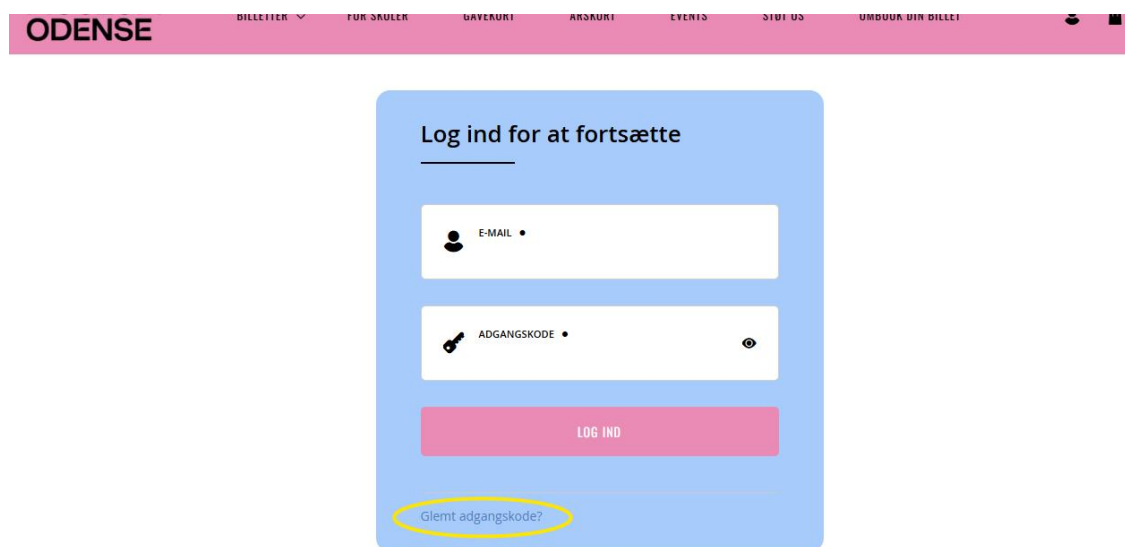 BILLETTER FOR SKOLER GAVEKORT ÅRSKORT EVENTS STØT OS OMBOOK DIN BILLET
ODENSE
Log ind for at fortsætte
E-MAIL
ADGANGSKODE
LOG IND
Glemt adgangskode?